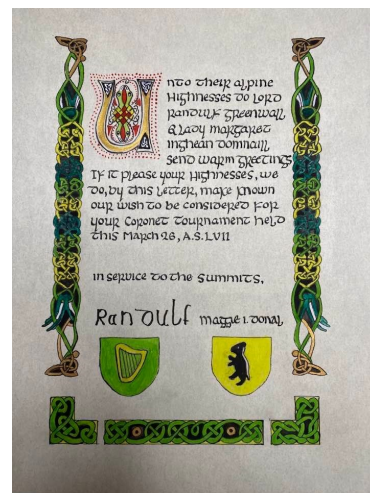 Unto their Alpine
Highnesses do Lord
Randulf Greenwall
& Lady Margaret
inghean Domnaill
send warm greetings
If it please your Highnesses, we
do, by this letter, make known
our wish to be considered for
your Coronet Tournament held
this March 26, A.S. LVII
in service to the Summits,
Randulf Maggie I. Donal